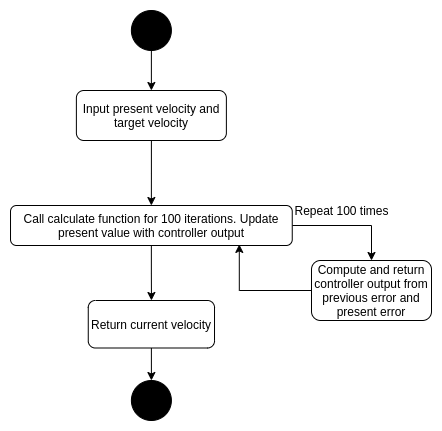 Input present velocity and
target velocity
Call calculate function for 100 iterations. Update
present value with controller output
Repeat 100 times
Compute and return
controller output from
previous error and
present error
Return current velocity